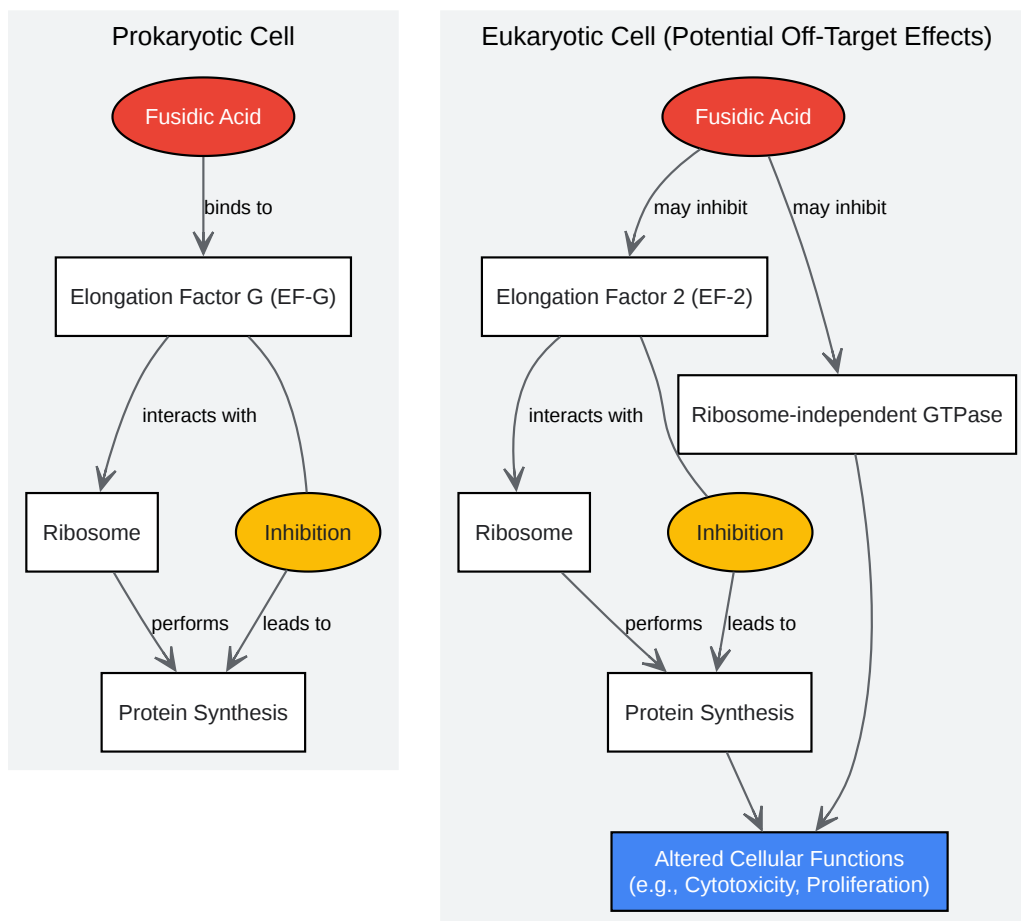 Prokaryotic Cell
Fusidic Acid
binds to
Elongation Factor G (EF-G)
interacts with
Ribosome
Inhibition
performs
leads to
Protein Synthesis
Eukaryotic Cell (Potential Off-Target Effects)
Fusidic Acid
may inhibit
may inhibit
Elongation Factor 2 (EF-2)
Ribosome-independent GTPase
interacts with
Ribosome
Inhibition
performs
leads to
Protein Synthesis
Altered Cellular Functions
(e.g., Cytotoxicity, Proliferation)